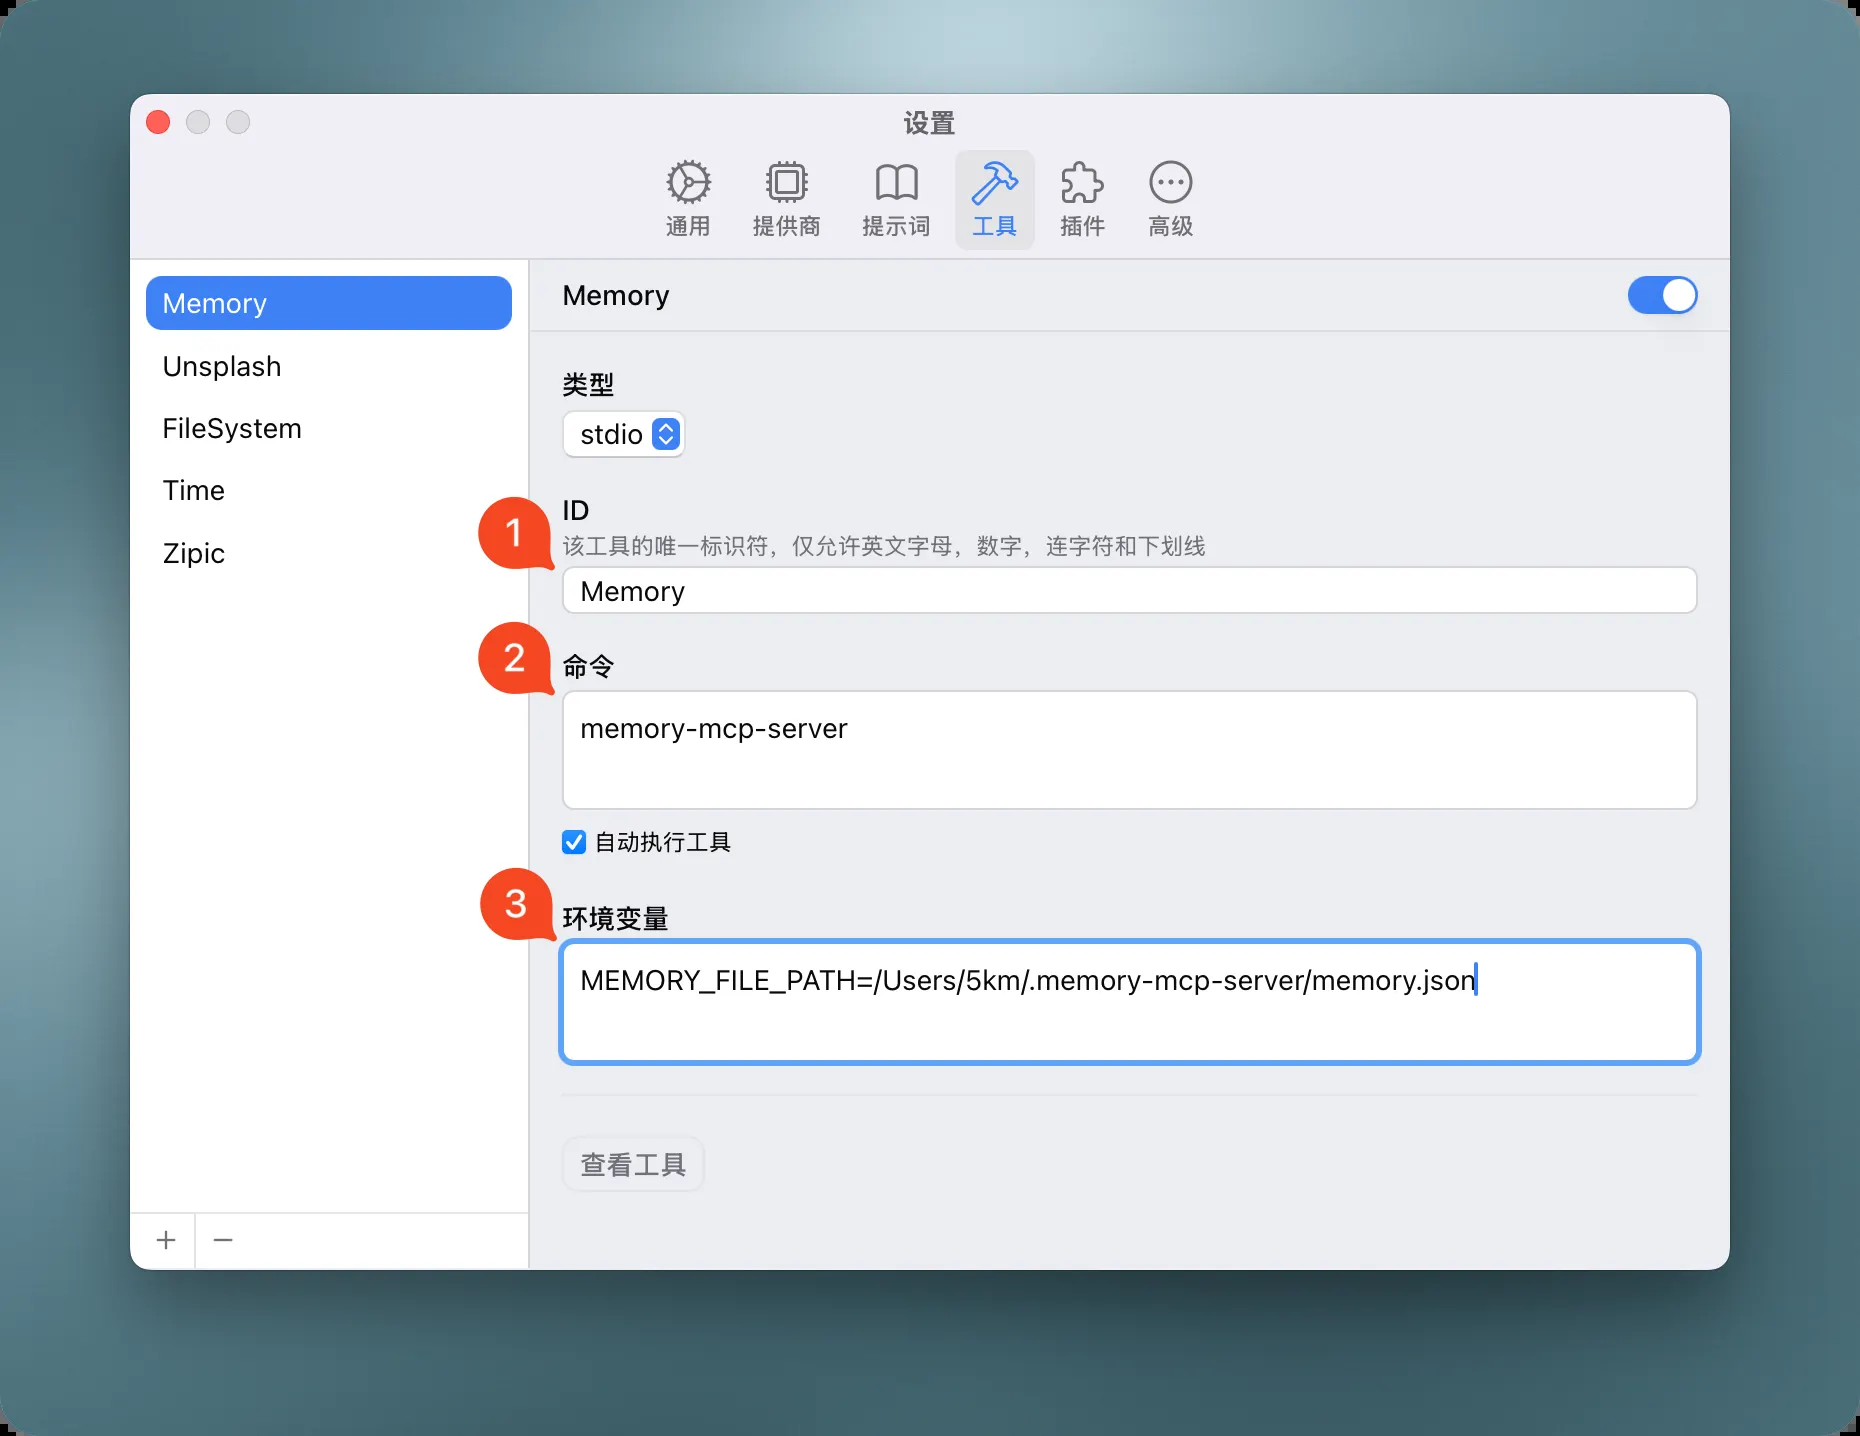 设置
通用
提供商
提示词
工具
插件
高级
Memory
Unsplash
FileSystem
Time
Zipic
Memory
类型
stdio
1
ID
该工具的唯一标识符，仅允许英文字母，数字，连字符和下划线
Memory
2
命令
memory-mcp-server
自动执行工具
3
环境变量
MEMORY_FILE_PATH=/Users/5km/.memory-mcp-server/memory.json
查看工具